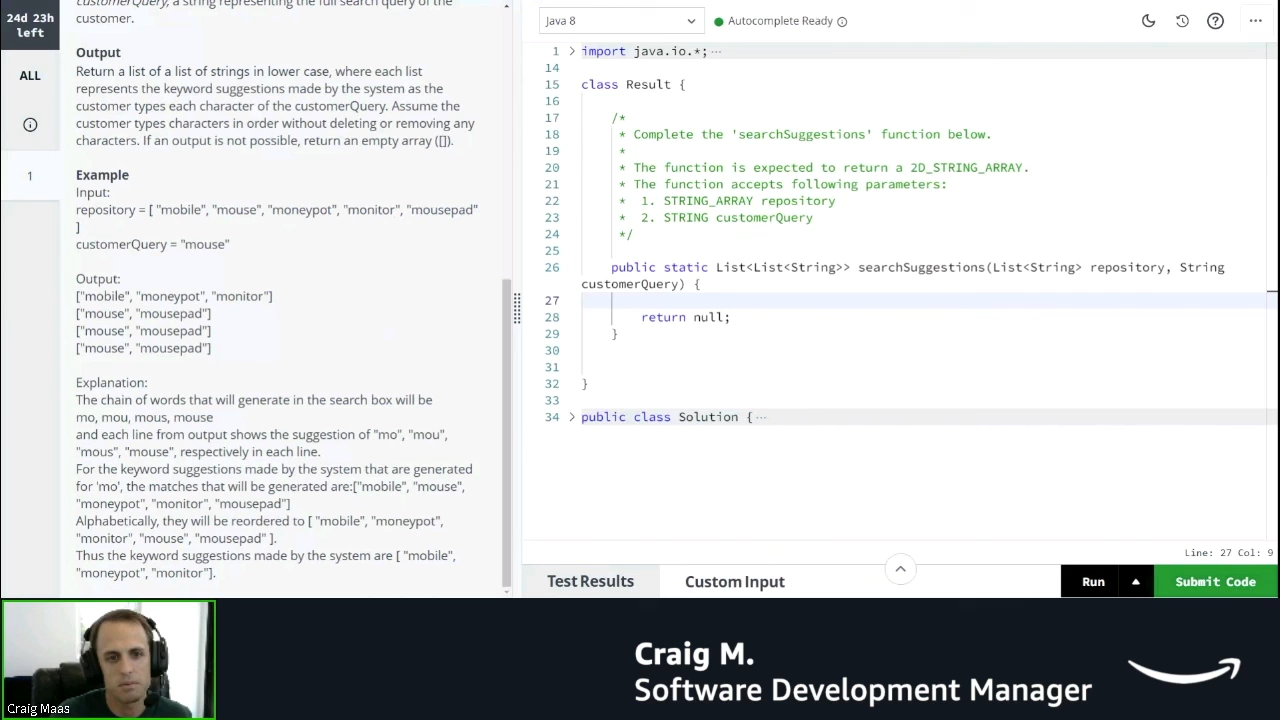 customerQuery, a string representing the full search query of the
customer.
24d 23h
left
ALL
1
Output
Return a list of a list of strings in lower case, where each list
represents the keyword suggestions made by the system as the
customer types each character of the customerQuery. Assume the
customer types characters in order without deleting or removing any
characters. If an output is not possible, return an empty array ([]).
Example
Input:
repository = [ "mobile", "mouse", "moneypot", "monitor", "mousepad"
]
customerQuery = "mouse"
Output:
["mobile", "moneypot", "monitor"]
["mouse", "mousepad"]
["mouse", "mousepad"]
["mouse", "mousepad"]
Explanation:
The chain of words that will generate in the search box will be
mo, mou, mous, mouse
and each line from output shows the suggestion of "mo", "mou",
"mous", "mouse", respectively in each line.
For the keyword suggestions made by the system that are generated
for 'mo', the matches that will be generated are:["mobile", "mouse",
"moneypot", "monitor", "mousepad"]
Alphabetically, they will be reordered to [ "mobile", "moneypot",
"monitor", "mouse", "mousepad" ].
Thus the keyword suggestions made by the system are [ "mobile",
"moneypot", "monitor"].
Java 8
Autocomplete Ready
1 import java.io.*; ...
14
15 class Result {
16
17 /*
18 * Complete the 'searchSuggestions' function below.
19 *
20 * The function is expected to return a 2D_STRING_ARRAY.
21 * The function accepts following parameters:
22 * 1. STRING_ARRAY repository
23 * 2. STRING customerQuery
24 */
25
26 public static List<List<String>> searchSuggestions(List<String> repository, String
customerQuery) {
27
28 return null;
29 }
30
31
32 }
33
34 public class Solution { ...
Line: 27 Col: 9
Test Results
Custom Input
Run
Submit Code
Craig Maas
Craig M.
Software Development Manager